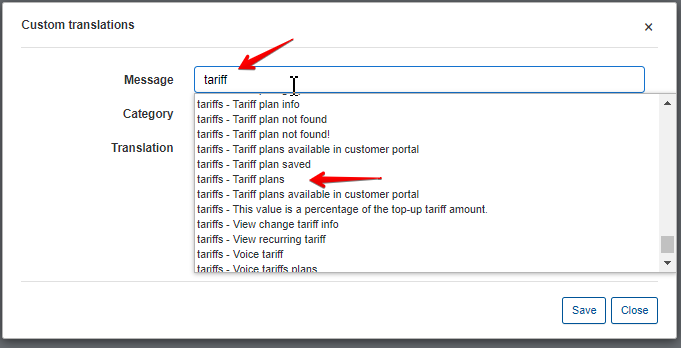 Custom translations
×
Message
tariff
Category
Translation
tariffs - Tariff plan info
tariffs - Tariff plan not found
tariffs - Tariff plan not found!
tariffs - Tariff plans available in customer portal
tariffs - Tariff plan saved
tariffs - Tariff plans
tariffs - Tariff plans available in customer portal
tariffs - This value is a percentage of the top-up tariff amount.
tariffs - View change tariff info
tariffs - View recurring tariff
tariffs - Voice tariff
tariffs - Voice tariffs plans
Save
Close